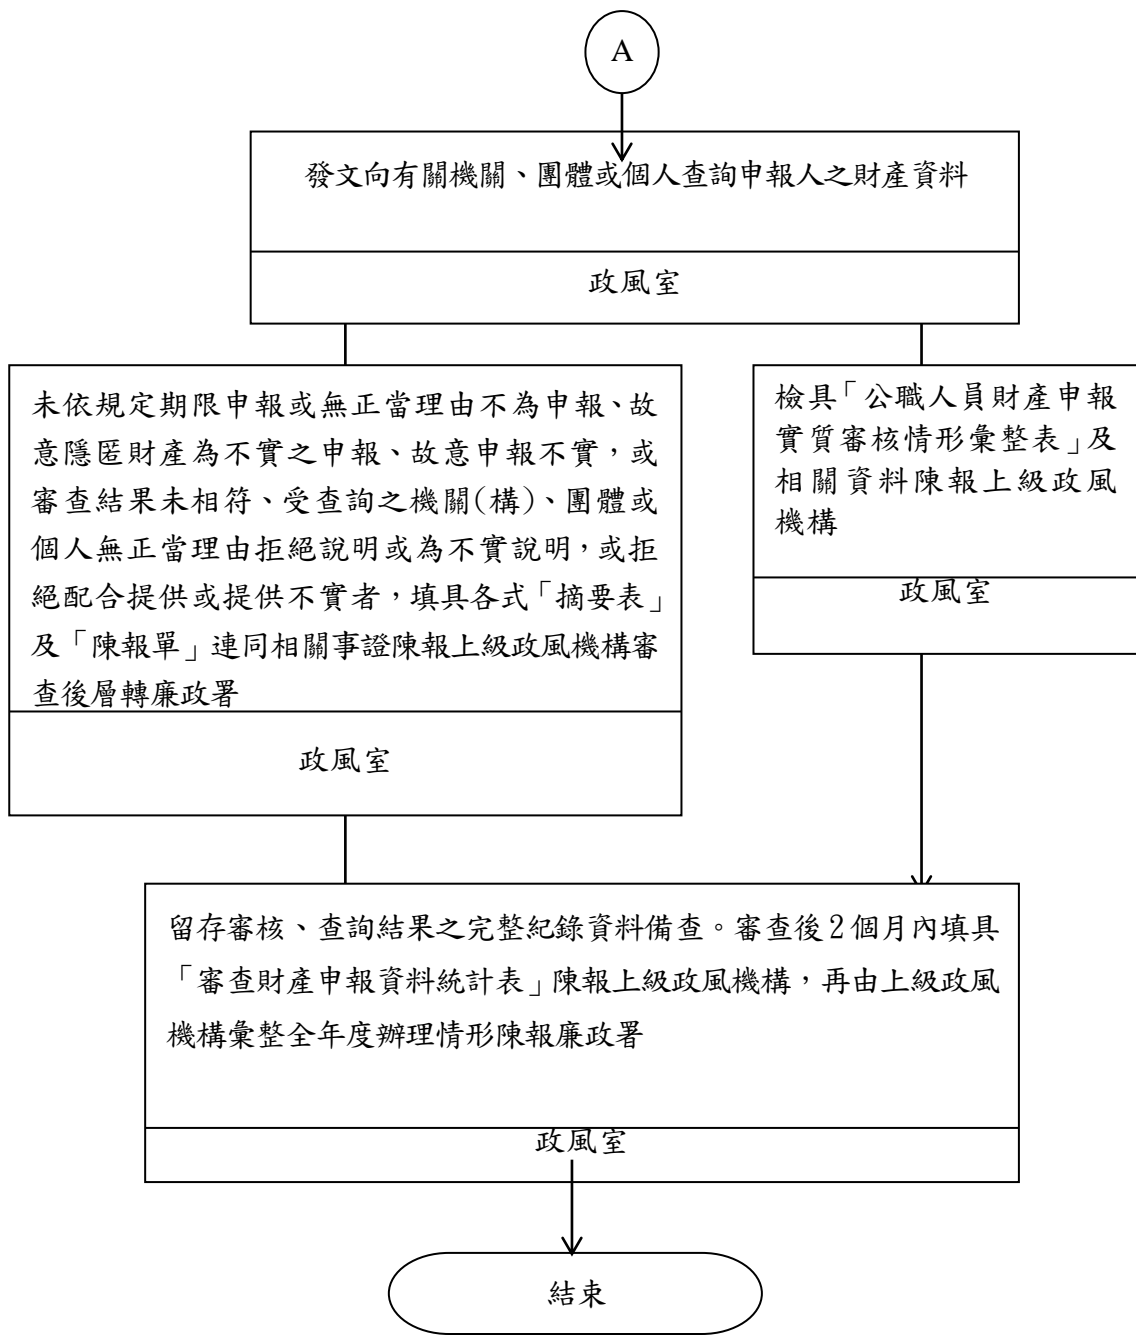 A
發文向有關機關、團體或個人查詢申報人之財產資料
政風室
未依規定期限申報或無正當理由不為申報、故
意隱匿財產為不實之申報、故意申報不實，或
審查結果未相符、受查詢之機關(構)、團體或
個人無正當理由拒絕說明或為不實說明，或拒
絕配合提供或提供不實者，填具各式「摘要表」
及「陳報單」連同相關事證陳報上級政風機構審
查後層轉廉政署
政風室
檢具「公職人員財產申報
實質審核情形彙整表」及
相關資料陳報上級政風
機構
政風室
留存審核、查詢結果之完整紀錄資料備查。審查後2個月內填具
「審查財產申報資料統計表」陳報上級政風機構，再由上級政風
機構彙整全年度辦理情形陳報廉政署
政風室
結束